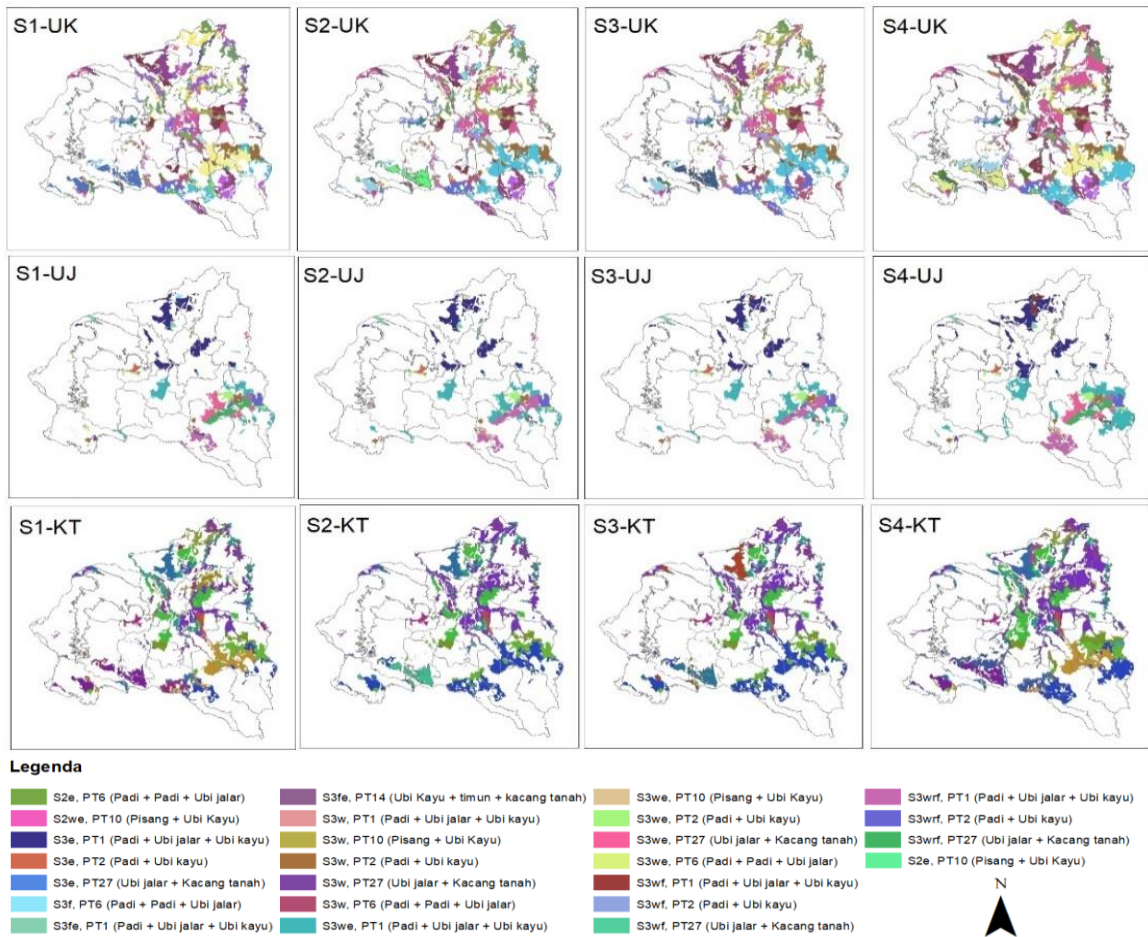 S1-UK
S2-UK
S3-UK
S4-UK
S1-UJ
S2-UJ
S3-UJ
S4-UJ
S1-KT
S2-KT
S3-KT
S4-KT
Legenda
S2e, PT6 (Padi + Padi + Ubi jalar)
S2we, PT10 (Pisang + Ubi Kayu)
S3e, PT1 (Padi + Ubi jalar + Ubi kayu)
S3e, PT2 (Padi + Ubi kayu)
S3e, PT27 (Ubi jalar + Kacang tanah)
S3f, PT6 (Padi + Padi + Ubi jalar)
S3fe, PT1 (Padi + Ubi jalar + Ubi kayu)
S3fe, PT14 (Ubi Kayu + timun + kacang tanah)
S3w, PT1 (Padi + Ubi jalar + Ubi kayu)
S3w, PT10 (Pisang + Ubi Kayu)
S3w, PT2 (Padi + Ubi kayu)
S3w, PT27 (Ubi jalar + Kacang tanah)
S3w, PT6 (Padi + Padi + Ubi jalar)
S3we, PT1 (Padi + Ubi jalar + Ubi kayu)
S3we, PT10 (Pisang + Ubi Kayu)
S3we, PT2 (Padi + Ubi kayu)
S3we, PT27 (Ubi jalar + Kacang tanah)
S3we, PT6 (Padi + Padi + Ubi jalar)
S3wf, PT1 (Padi + Ubi jalar + Ubi kayu)
S3wf, PT2 (Padi + Ubi kayu)
S3wf, PT27 (Ubi jalar + Kacang tanah)
S3wrf, PT1 (Padi + Ubi jalar + Ubi kayu)
S3wrf, PT2 (Padi + Ubi kayu)
S3wrf, PT27 (Ubi jalar + Kacang tanah)
S2e, PT10 (Pisang + Ubi Kayu)
N